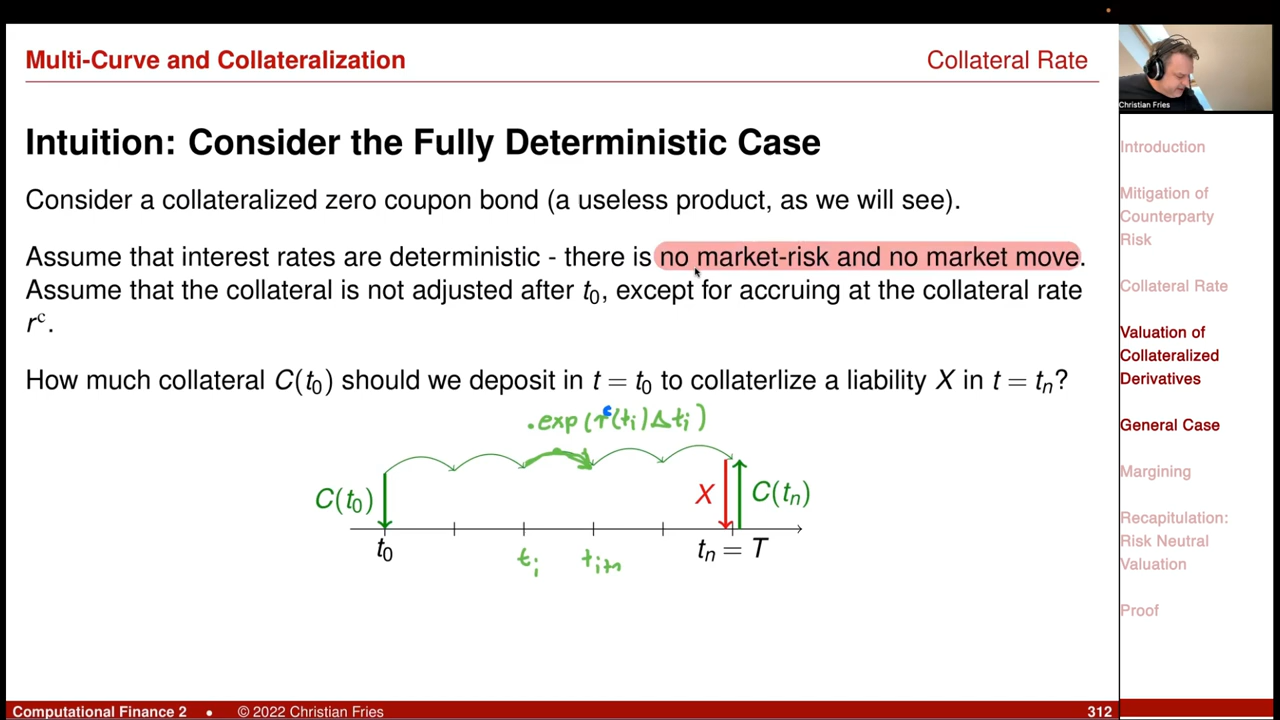 Multi-Curve and Collateralization
Collateral Rate
Christian Fries
Intuition: Consider the Fully Deterministic Case
Consider a collateralized zero coupon bond (a useless product, as we will see).
Assume that interest rates are deterministic - there is no market-risk and no market move.
Assume that the collateral is not adjusted after t₀, except for accruing at the collateral rate
rᶜ.
How much collateral C(t₀) should we deposit in t = t₀ to collaterlize a liability X in t = tₙ?
.exp(rᶜ(tᵢ)Δtᵢ)
C(t₀)
X
C(tₙ)
t₀
tₙ = T
tᵢ
tᵢ₊₁
Introduction
Mitigation of
Counterparty
Risk
Collateral Rate
Valuation of
Collateralized
Derivatives
General Case
Margining
Recapitulation:
Risk Neutral
Valuation
Proof
Computational Finance 2 • © 2022 Christian Fries
312